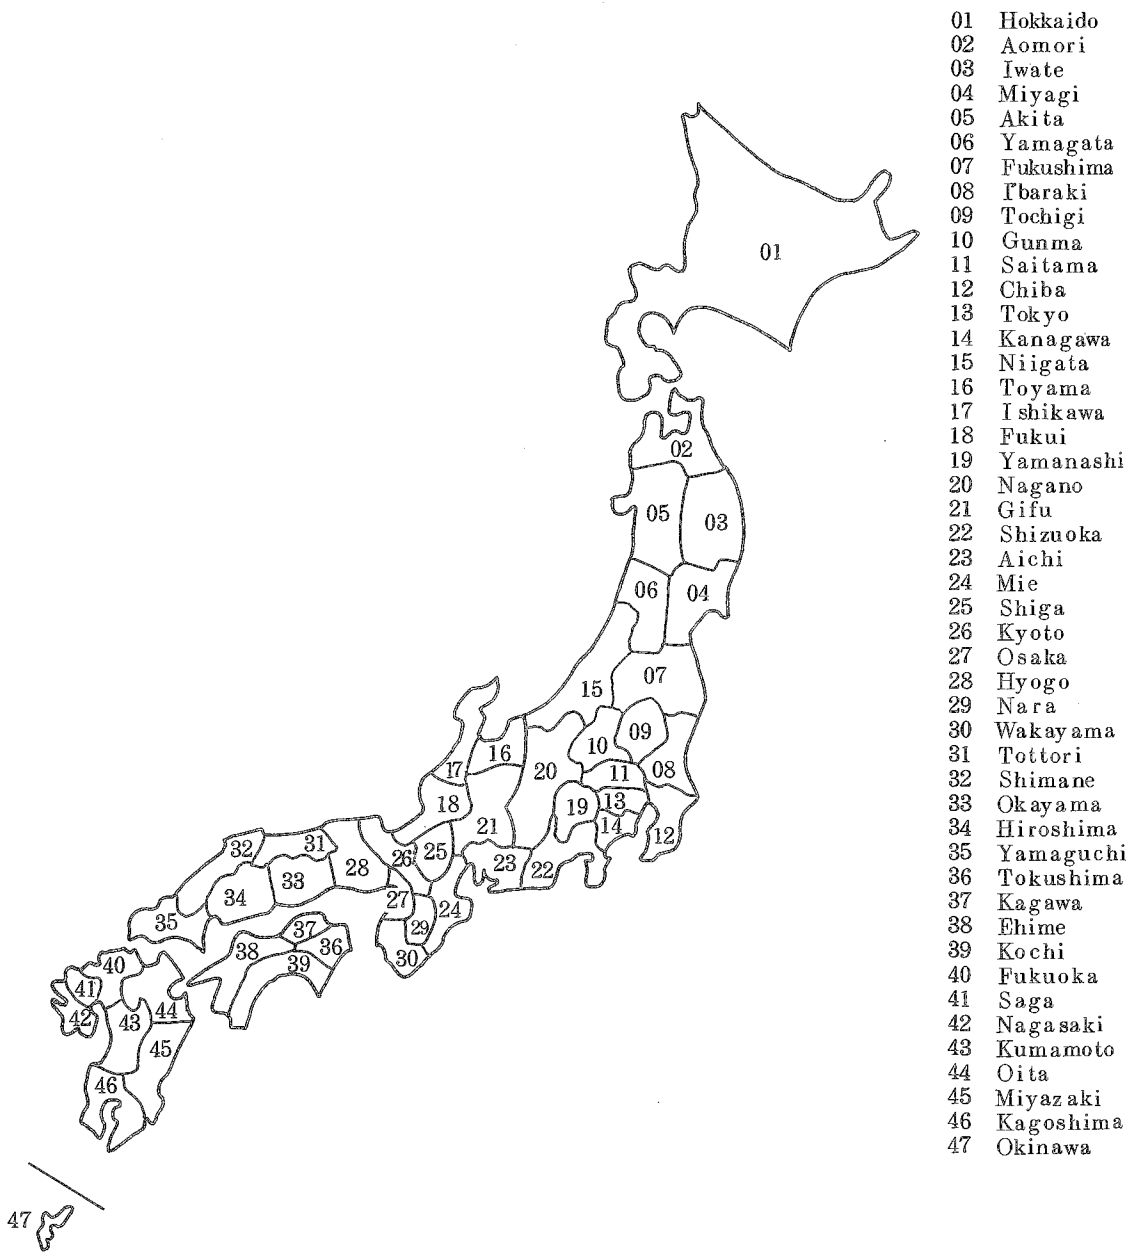 01 Hokkaido
02 Aomori
03 Iwate
04 Miyagi
05 Akita
06 Yamagata
07 Fukushima
08 Ibaraki
09 Tochigi
10 Gunma
11 Saitama
12 Chiba
13 Tokyo
14 Kanagawa
15 Niigata
16 Toyama
17 Ishikawa
18 Fukui
19 Yamanashi
20 Nagano
21 Gifu
22 Shizuoka
23 Aichi
24 Mie
25 Shiga
26 Kyoto
27 Osaka
28 Hyogo
29 Nara
30 Wakayama
31 Tottori
32 Shimane
33 Okayama
34 Hiroshima
35 Yamaguchi
36 Tokushima
37 Kagawa
38 Ehime
39 Kochi
40 Fukuoka
41 Saga
42 Nagasaki
43 Kumamoto
44 Oita
45 Miyazaki
46 Kagoshima
47 Okinawa
01
02
05
03
06
04
07
15
09
10
16
17
20
11
08
18
19
13
14
12
21
32
31
26
25
28
23
22
33
34
27
24
35
29
37
38
36
30
39
40
41
44
42
43
45
46
47